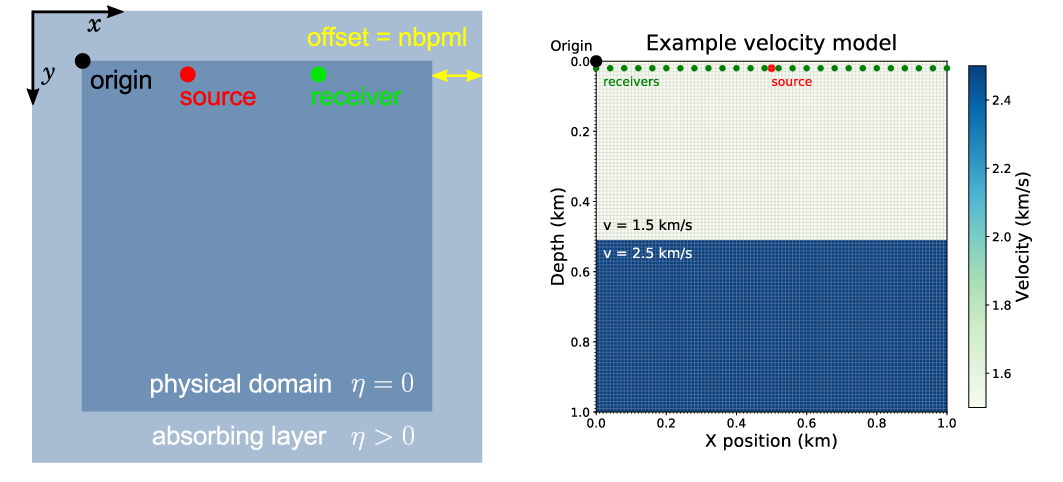 x
y
offset = nbpml
origin
source
receiver
physical domain η = 0
absorbing layer η > 0
Example velocity model
Origin
receivers
source
v = 1.5 km/s
v = 2.5 km/s
0.0
0.2
0.4
0.6
0.8
1.0
Depth (km)
0.0 0.2 0.4 0.6 0.8 1.0
X position (km)
2.4
2.2
2.0
1.8
1.6
Velocity (km/s)